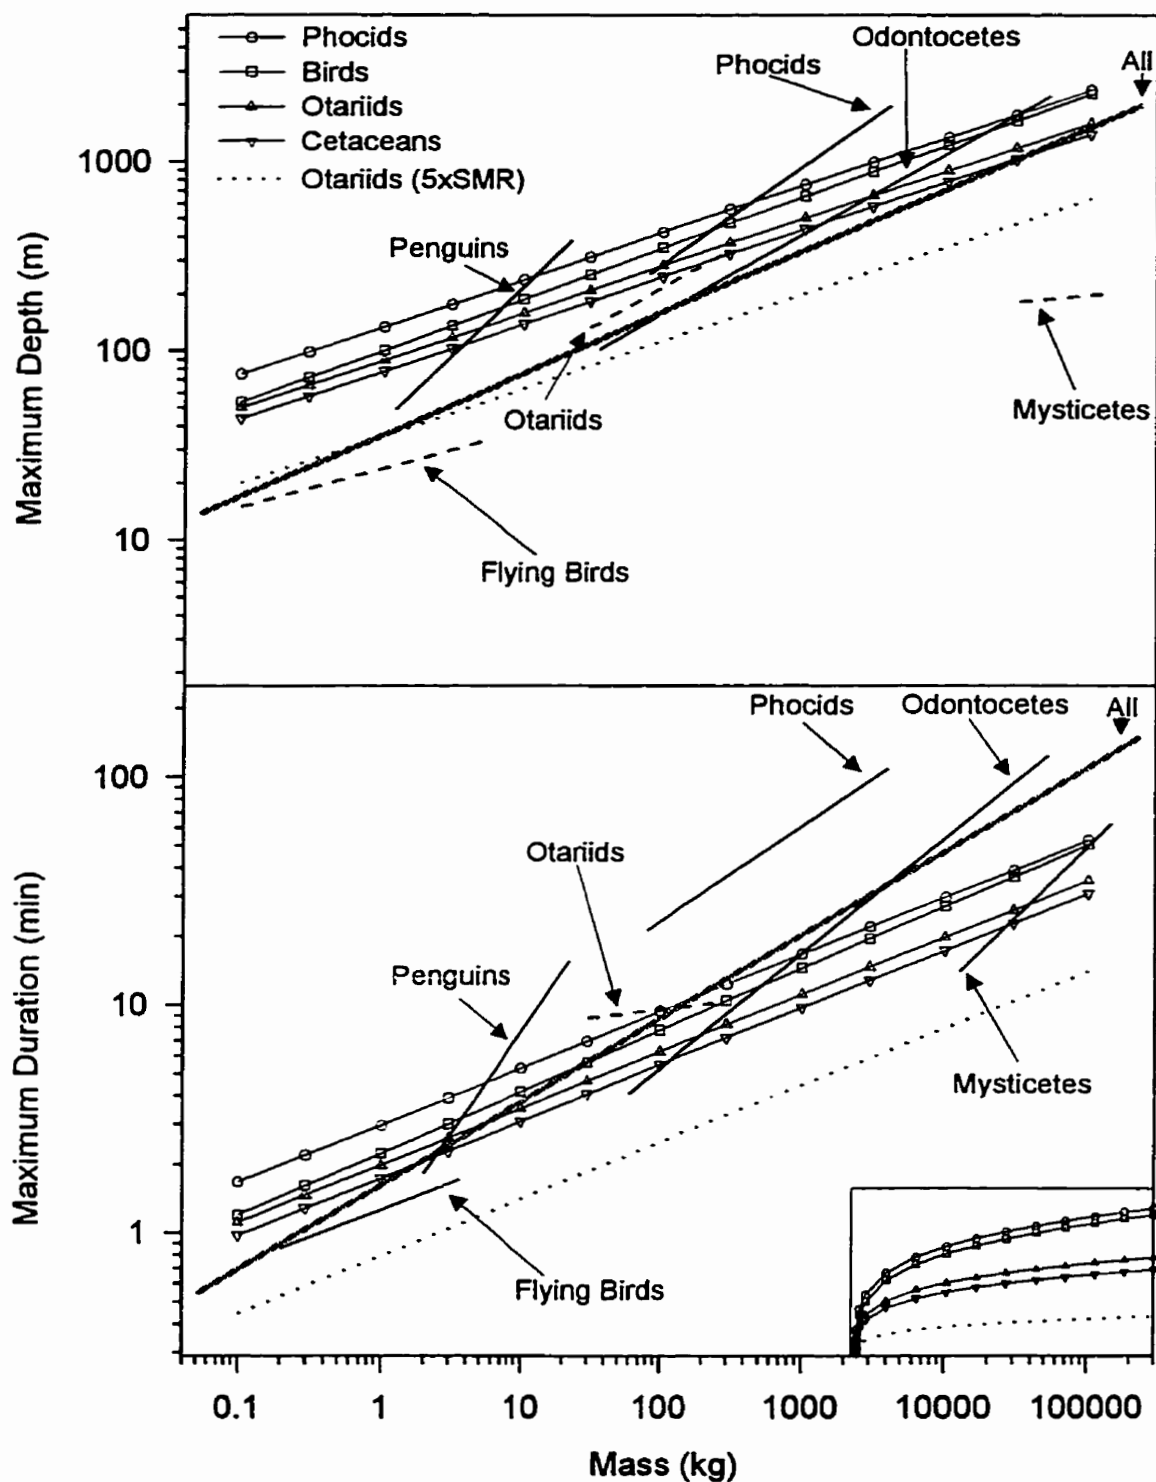 Phocids
Birds
Otariids
Cetaceans
Otariids (5xSMR)
Odontocetes
Phocids
All
Penguins
Otariids
Mysticetes
Flying Birds
1000
100
10
Maximum Depth (m)
Phocids
Odontocetes
All
Otariids
Penguins
Mysticetes
Flying Birds
100
10
1
Maximum Duration (min)
0.1 1 10 100 1000 10000 100000
Mass (kg)